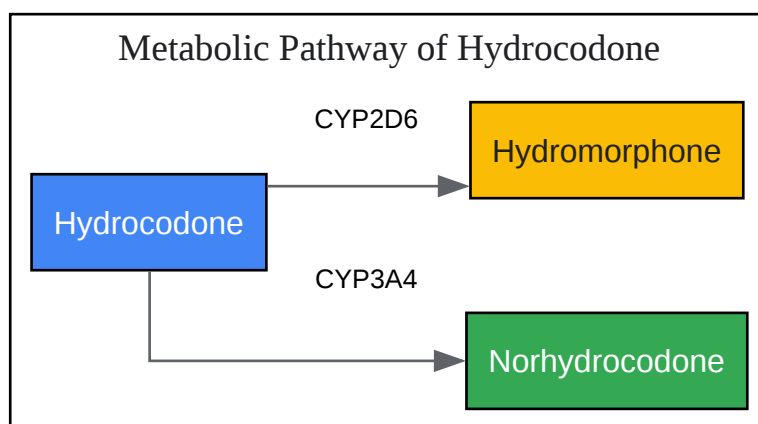 Metabolic Pathway of Hydrocodone
CYP2D6
Hydromorphone
Hydrocodone
CYP3A4
Norhydrocodone